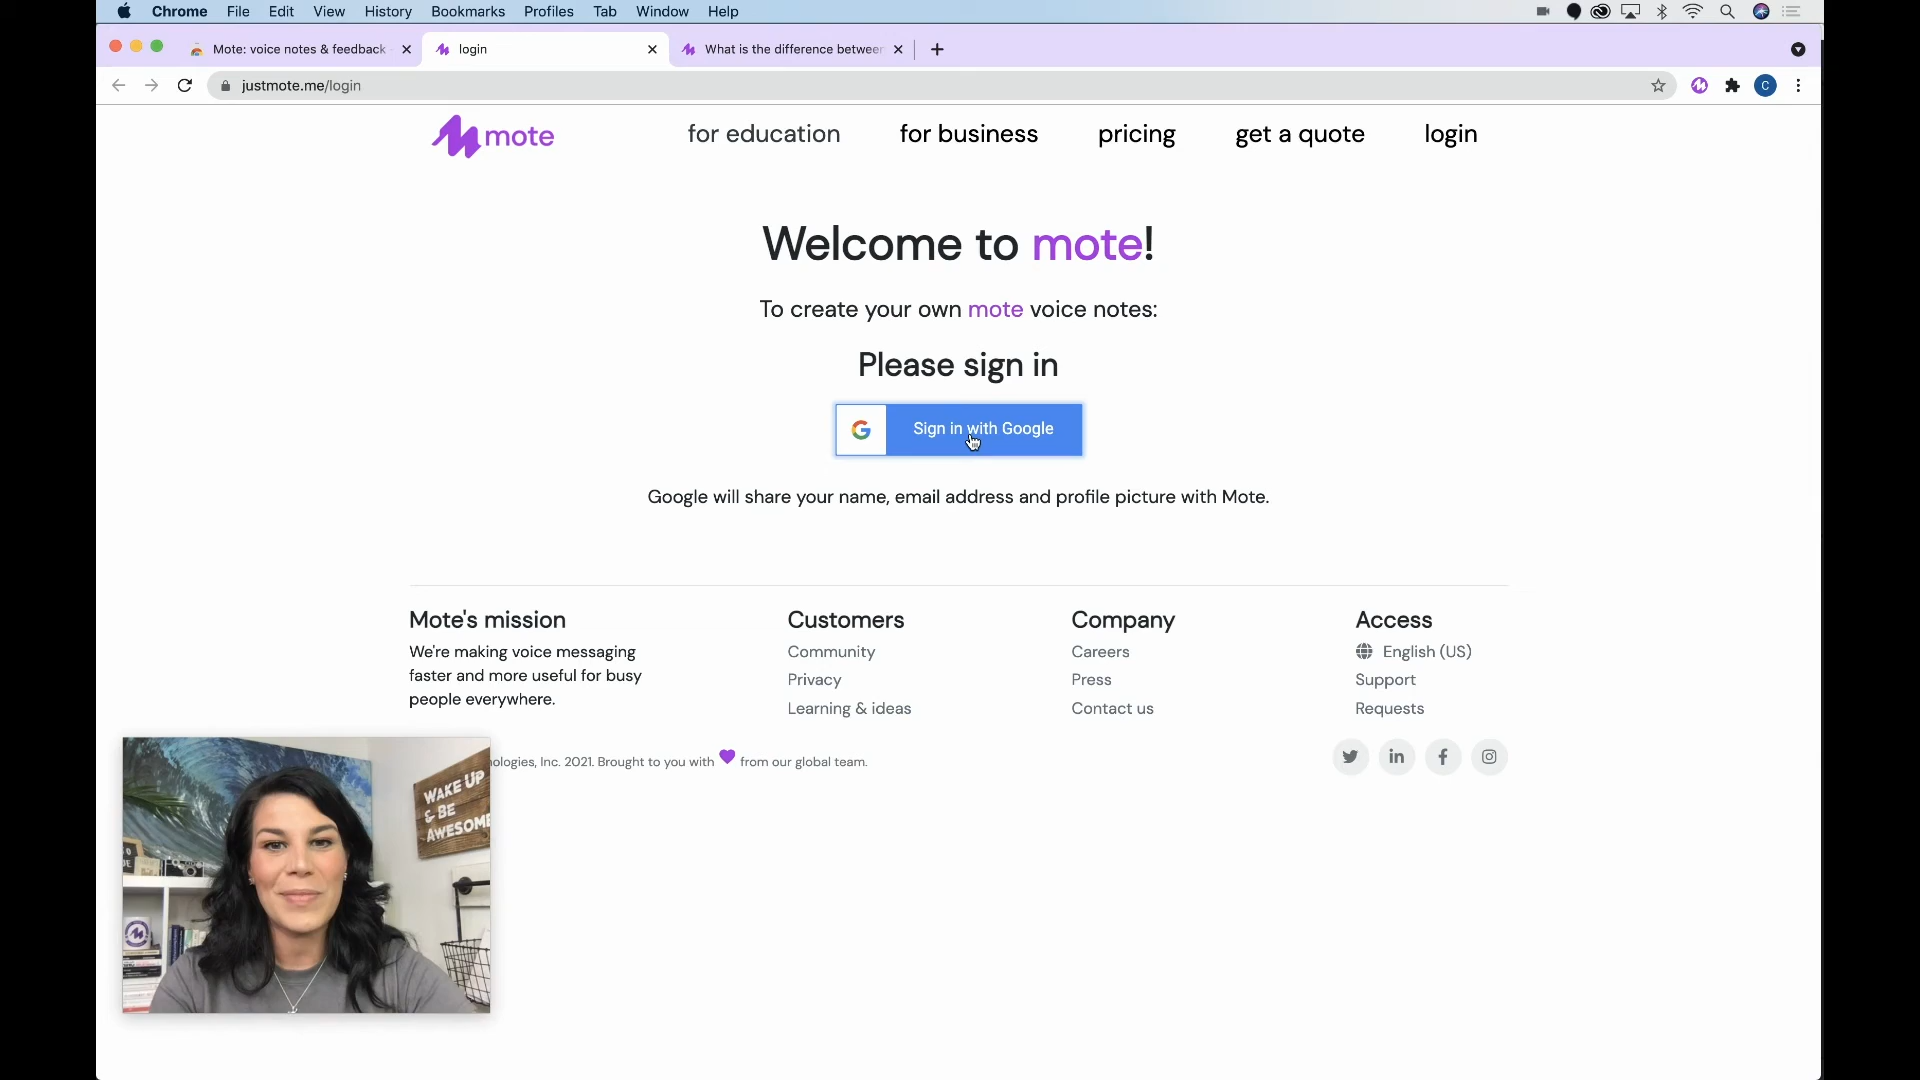 Chrome File Edit View History Bookmarks Profiles Tab Window Help
Mote: voice notes & feedback
login
What is the difference between
justmote.me/login
C
mote
for education
for business
pricing
get a quote
login
Welcome to mote!
To create your own mote voice notes:
Please sign in
Sign in with Google
Google will share your name, email address and profile picture with Mote.
Mote's mission
We're making voice messaging
faster and more useful for busy
people everywhere.
Customers
Community
Privacy
Learning & ideas
Company
Careers
Press
Contact us
Access
English (US)
Support
Requests
nologies, Inc. 2021. Brought to you with
from our global team.
WAKE UP
& BE
AWESOME